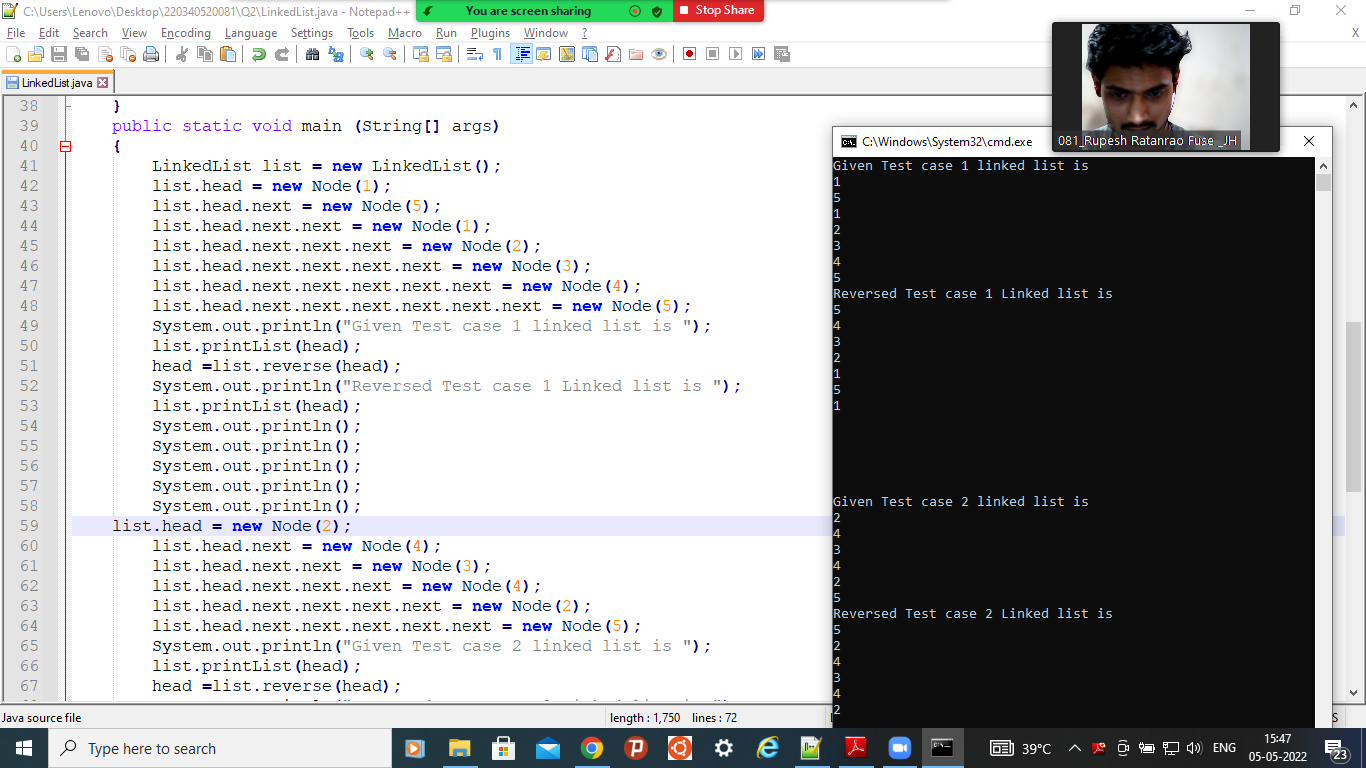 C:\Users\Lenovo\Desktop\220340520081\Q2\LinkedList.java - Notepad++
You are screen sharing
Stop Share
File Edit Search View Encoding Language Settings Tools Macro Run Plugins Window ? X
LinkedList.java
38 }
39 public static void main (String[] args)
40 {
41 LinkedList list = new LinkedList();
42 list.head = new Node(1);
43 list.head.next = new Node(5);
44 list.head.next.next = new Node(1);
45 list.head.next.next.next = new Node(2);
46 list.head.next.next.next.next = new Node(3);
47 list.head.next.next.next.next.next = new Node(4);
48 list.head.next.next.next.next.next.next = new Node(5);
49 System.out.println("Given Test case 1 linked list is ");
50 list.printList(head);
51 head =list.reverse(head);
52 System.out.println("Reversed Test case 1 Linked list is ");
53 list.printList(head);
54 System.out.println();
55 System.out.println();
56 System.out.println();
57 System.out.println();
58 System.out.println();
59 list.head = new Node(2);
60 list.head.next = new Node(4);
61 list.head.next.next = new Node(3);
62 list.head.next.next.next = new Node(4);
63 list.head.next.next.next.next = new Node(2);
64 list.head.next.next.next.next.next = new Node(5);
65 System.out.println("Given Test case 2 linked list is ");
66 list.printList(head);
67 head =list.reverse(head);
081_Rupesh Ratanrao Fuse _JH
C:\Windows\System32\cmd.exe
Given Test case 1 linked list is
1
5
1
2
3
4
5
Reversed Test case 1 Linked list is
5
4
3
2
1
5
1
Given Test case 2 linked list is
2
4
3
4
2
5
Reversed Test case 2 Linked list is
5
2
4
3
4
2
Java source file
length : 1,750 lines : 72
S
Type here to search
39°C
ENG
15:47
05-05-2022
23